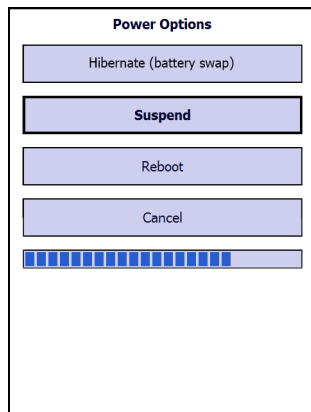 Power Options
Hibernate (battery swap)
Suspend
Reboot
Cancel